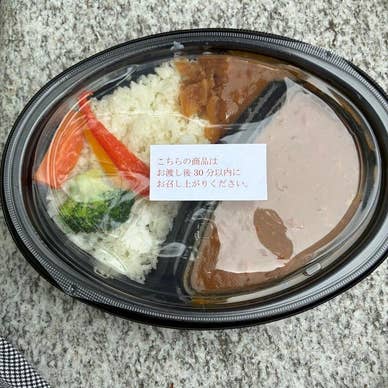 こちらの商品は
お渡し後30分以内に
お召し上がりください。